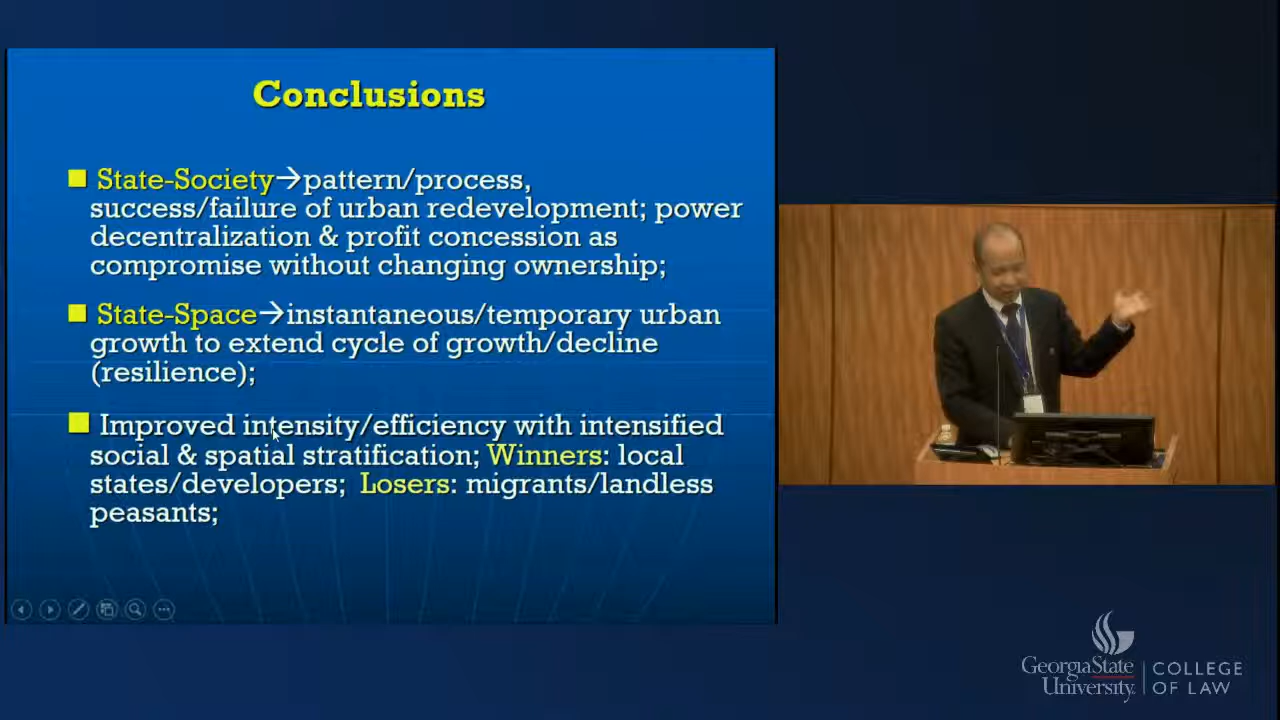 Conclusions
■ State-Society→pattern/process,
success/failure of urban redevelopment; power
decentralization & profit concession as
compromise without changing ownership;
■ State-Space→instantaneous/temporary urban
growth to extend cycle of growth/decline
(resilience);
■ Improved intensity/efficiency with intensified
social & spatial stratification; Winners: local
states/developers; Losers: migrants/landless
peasants;
GeorgiaState
University
COLLEGE
OF LAW